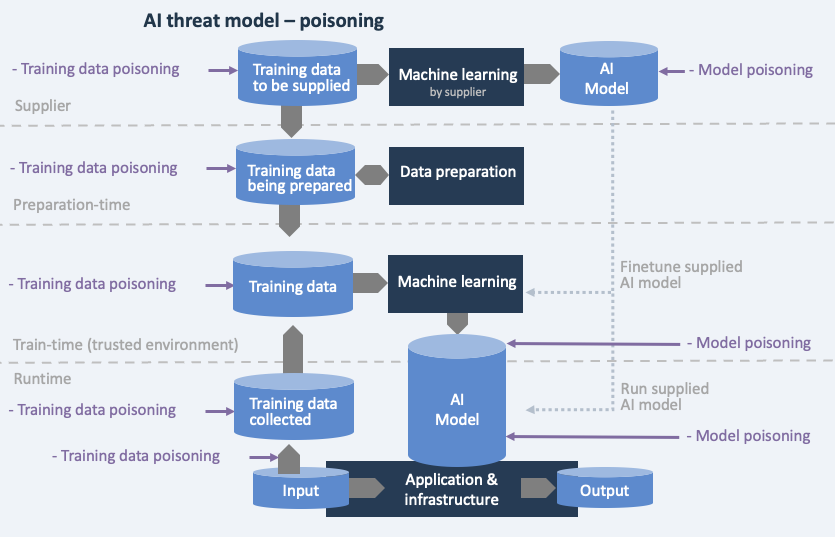 AI threat model – poisoning
- Training data poisoning
Training data
to be supplied
Machine learning
by supplier
AI
Model
- Model poisoning
Supplier
- Training data poisoning
Training data
being prepared
Data preparation
Preparation-time
- Training data poisoning
Training data
Machine learning
Finetune supplied
AI model
Train-time (trusted environment)
- Model poisoning
Runtime
- Training data poisoning
Training data
collected
AI
Model
Run supplied
AI model
- Model poisoning
- Training data poisoning
Input
Application &
infrastructure
Output